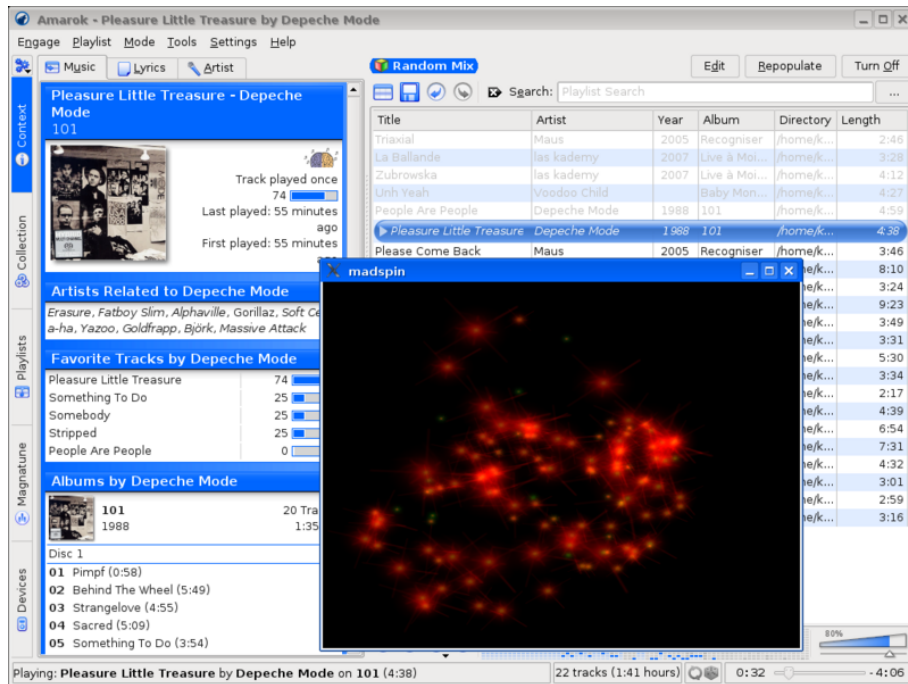 Amarok - Pleasure Little Treasure by Depeche Mode
Engage Playlist Mode Tools Settings Help
Context
Collection
Playlists
Magnatune
Devices
Music Lyrics Artist
Pleasure Little Treasure - Depeche
Mode
101
Track played once
74
Last played: 55 minutes
ago
First played: 55 minutes
Artists Related to Depeche Mode
Erasure, Fatboy Slim, Alphaville, Gorillaz, Soft Ce
a-ha, Yazoo, Goldfrapp, Björk, Massive Attack
Favorite Tracks by Depeche Mode
Pleasure Little Treasure 74
Something To Do 25
Somebody 25
Stripped 25
People Are People 0
Albums by Depeche Mode
101 20 Tra
1988 1:35
Disc 1
01 Pimpf (0:58)
02 Behind The Wheel (5:49)
03 Strangelove (4:55)
04 Sacred (5:09)
05 Something To Do (3:54)
Random Mix Edit Repopulate Turn Off
Search: Playlist Search ...
Title Artist Year Album Directory Length
Triaxial Maus 2005 Recogniser /home/k... 2:46
La Ballande las kademy 2007 Live à Moi... /home/k... 3:28
Zubrowska las kademy 2007 Live à Moi... /home/k... 4:12
Unh Yeah Voodoo Child Baby Mon... /home/k... 4:27
People Are People Depeche Mode 1988 101 /home/k... 4:59
Pleasure Little Treasure Depeche Mode 1988 101 /home/k... 4:38
Please Come Back Maus 2005 Recogniser /home/k... 3:46
madspin
8:10
e/k... 3:24
e/k... 9:23
e/k... 3:49
e/k... 3:31
e/k... 5:30
e/k... 3:34
e/k... 2:17
e/k... 4:39
e/k... 6:54
e/k... 7:31
e/k... 4:32
e/k... 3:01
e/k... 2:59
e/k... 3:16
80%
Playing: Pleasure Little Treasure by Depeche Mode on 101 (4:38) 22 tracks (1:41 hours) 0:32 -4:06